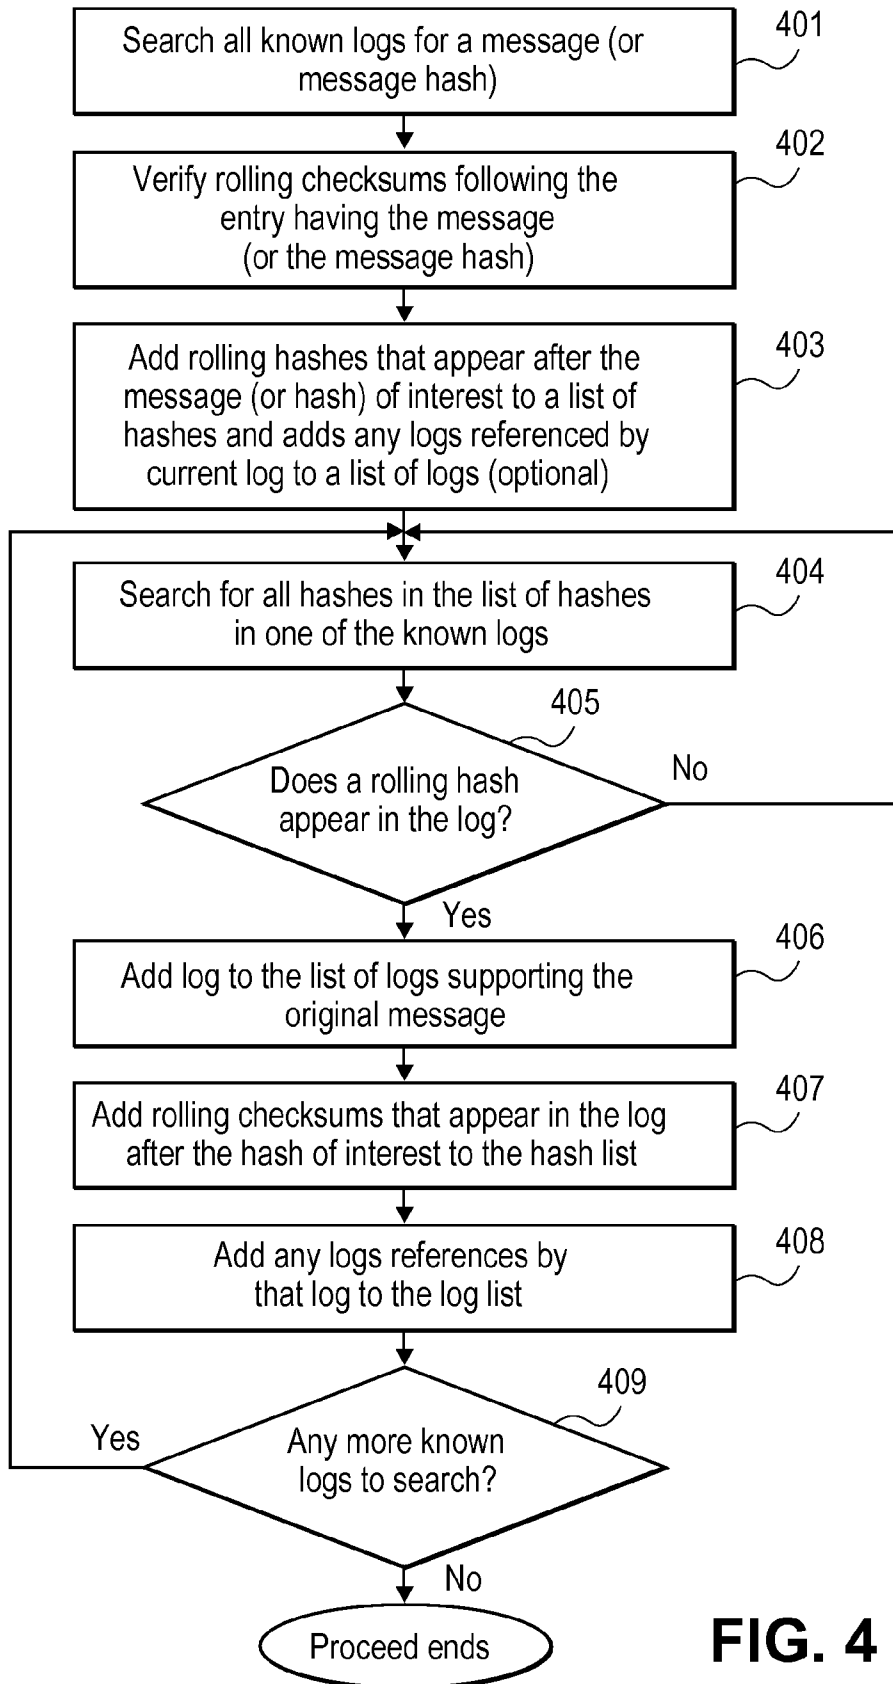 401
Search all known logs for a message (or
message hash)
402
Verify rolling checksums following the
entry having the message
(or the message hash)
403
Add rolling hashes that appear after the
message (or hash) of interest to a list of
hashes and adds any logs referenced by
current log to a list of logs (optional)
404
Search for all hashes in the list of hashes
in one of the known logs
405
Does a rolling hash
appear in the log?
No
Yes
406
Add log to the list of logs supporting the
original message
407
Add rolling checksums that appear in the log
after the hash of interest to the hash list
408
Add any logs references by
that log to the log list
409
Any more known
logs to search?
Yes
No
Proceed ends
FIG. 4